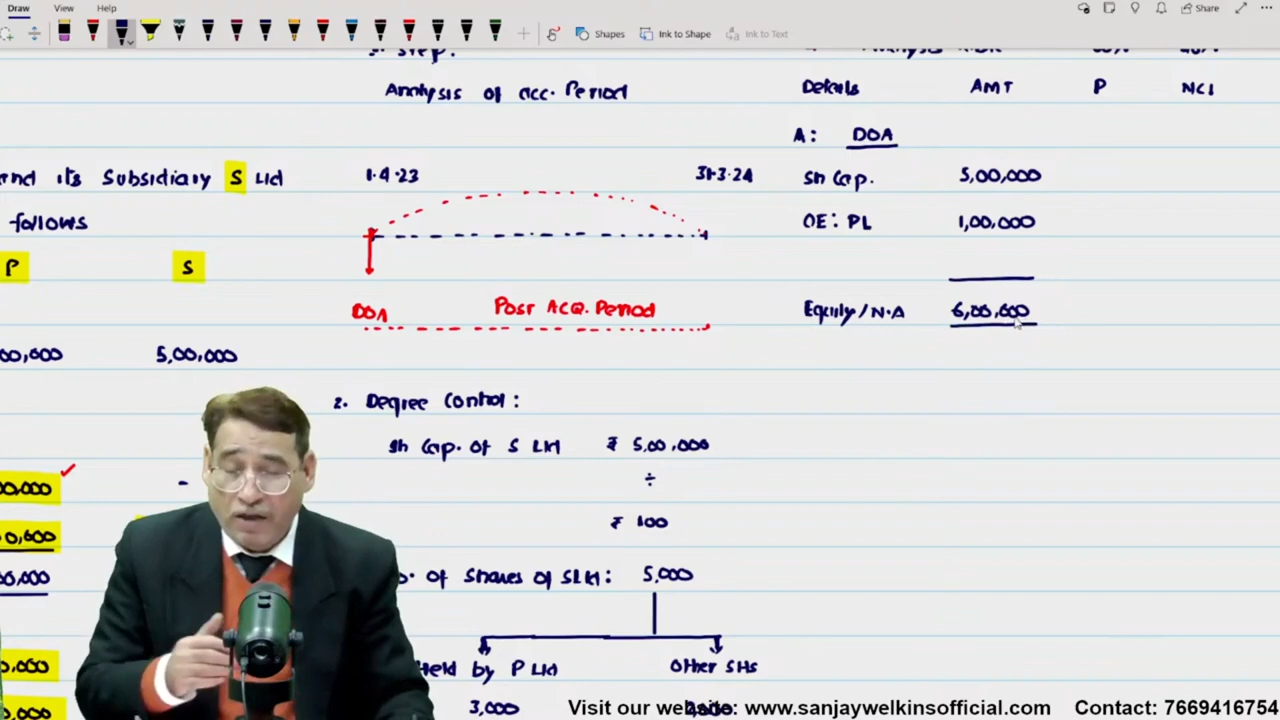 Draw View Help Share
Shapes Ink to Shape Ink to Text
Step:
Analysis of acc. Period
Details AMT P NCI
A: DOA
its Subsidiary S Ltd
follows
P S
1.4.23 31.3.24
Sh Cap. 5,00,000
OE: PL 1,00,000
DOA Post ACQ. Period
Equity/N.A 6,00,000
5,00,000
2. Degree Control:
Sh Cap. of S Ltd ₹ 5,00,000
-
÷
₹ 100
of Shares of S Ltd: 5,000
Held by P Ltd Other SHs
3,000
Visit our website: www.sanjaywelkinsofficial.com Contact: 7669416754